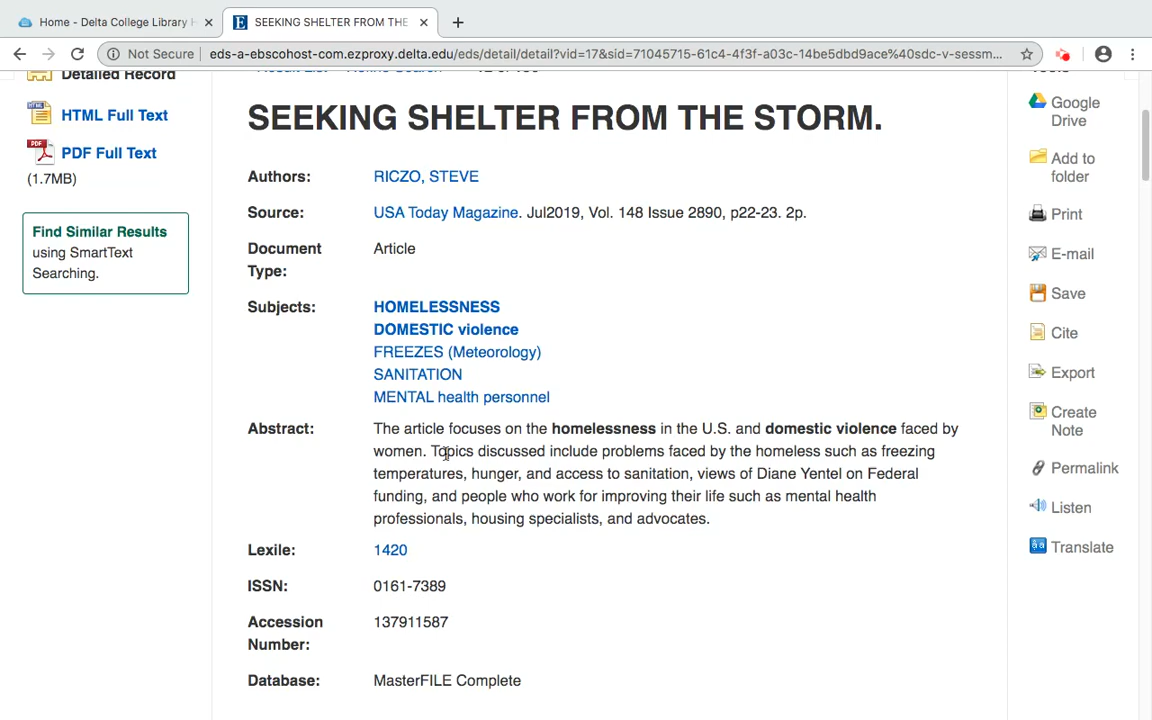 Home - Delta College Library H
SEEKING SHELTER FROM THE
Not Secure
eds-a-ebscohost-com.ezproxy.delta.edu/eds/detail/detail?vid=17&sid=71045715-61c4-4f3f-a03c-14be5dbd9ace%40sdc-v-sessm...
Detailed Record
Result List Refine Search
Tools
SEEKING SHELTER FROM THE STORM.
HTML Full Text
PDF Full Text
(1.7MB)
Find Similar Results
using SmartText
Searching.
Authors:
RICZO, STEVE
Source:
USA Today Magazine. Jul2019, Vol. 148 Issue 2890, p22-23. 2p.
Document
Type:
Article
Subjects:
HOMELESSNESS
DOMESTIC violence
FREEZES (Meteorology)
SANITATION
MENTAL health personnel
Abstract:
The article focuses on the homelessness in the U.S. and domestic violence faced by
women. Topics discussed include problems faced by the homeless such as freezing
temperatures, hunger, and access to sanitation, views of Diane Yentel on Federal
funding, and people who work for improving their life such as mental health
professionals, housing specialists, and advocates.
Lexile:
1420
ISSN:
0161-7389
Accession
Number:
137911587
Database:
MasterFILE Complete
Google
Drive
Add to
folder
Print
E-mail
Save
Cite
Export
Create
Note
Permalink
Listen
Translate